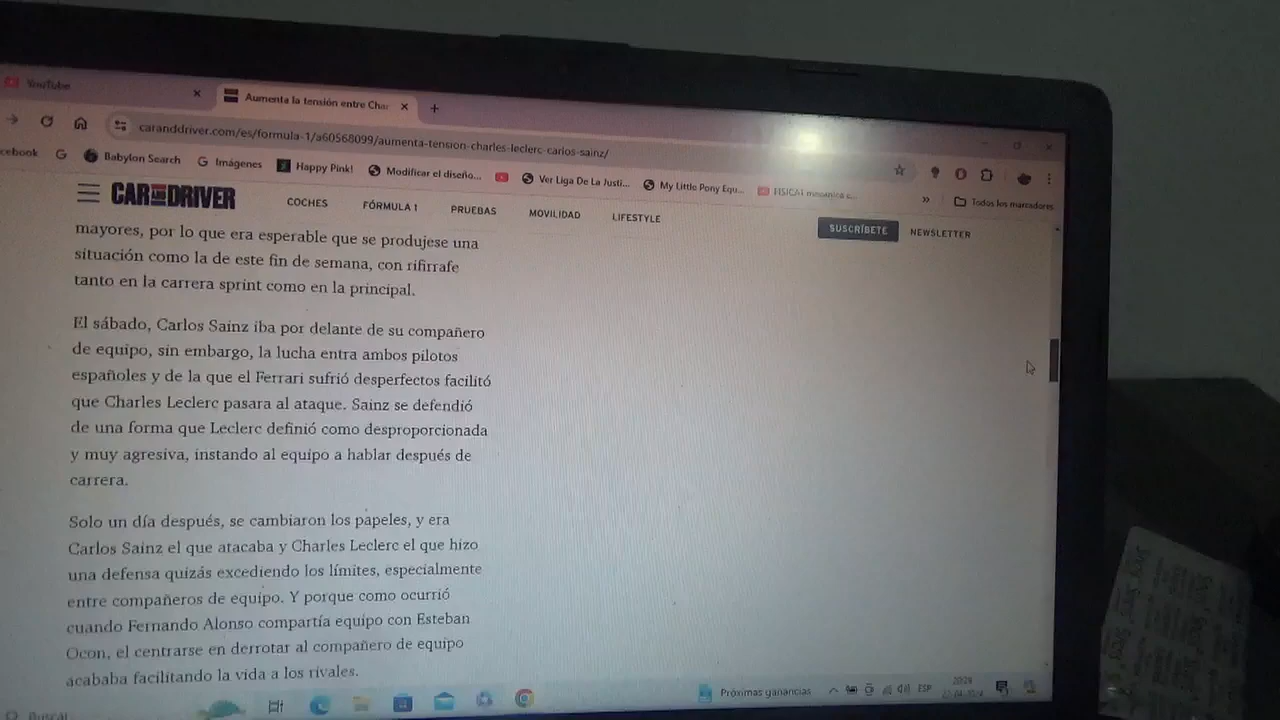 YouTube
Aumenta la tensión entre Char
caranddriver.com/es/formula-1/a60568099/aumenta-tension-charles-leclerc-carlos-sainz/
cebook
Babylon Search
Imágenes
Happy Pink!
Modificar el diseño...
Ver Liga De La Justi...
My Little Pony Equ...
FISICA1 mecanica c...
»
Todos los marcadores
CAR AND DRIVER
COCHES
FÓRMULA 1
PRUEBAS
MOVILIDAD
LIFESTYLE
SUSCRÍBETE
NEWSLETTER
mayores, por lo que era esperable que se produjese una
situación como la de este fin de semana, con rifirrafe
tanto en la carrera sprint como en la principal.
El sábado, Carlos Sainz iba por delante de su compañero
de equipo, sin embargo, la lucha entra ambos pilotos
españoles y de la que el Ferrari sufrió desperfectos facilitó
que Charles Leclerc pasara al ataque. Sainz se defendió
de una forma que Leclerc definió como desproporcionada
y muy agresiva, instando al equipo a hablar después de
carrera.
Solo un día después, se cambiaron los papeles, y era
Carlos Sainz el que atacaba y Charles Leclerc el que hizo
una defensa quizás excediendo los límites, especialmente
entre compañeros de equipo. Y porque como ocurrió
cuando Fernando Alonso compartía equipo con Esteban
Ocon, el centrarse en derrotar al compañero de equipo
acababa facilitando la vida a los rivales.
Buscar
Próximas ganancias
ESP